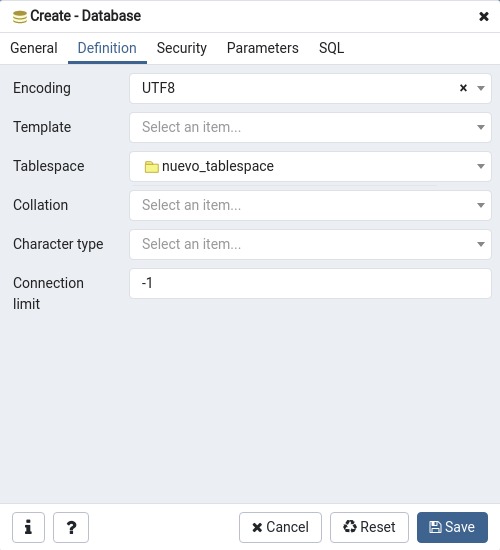 Create - Database
General Definition Security Parameters SQL
Encoding UTF8 ×
Template Select an item...
Tablespace nuevo_tablespace
Collation Select an item...
Character type Select an item...
Connection limit -1
i ? Cancel Reset Save